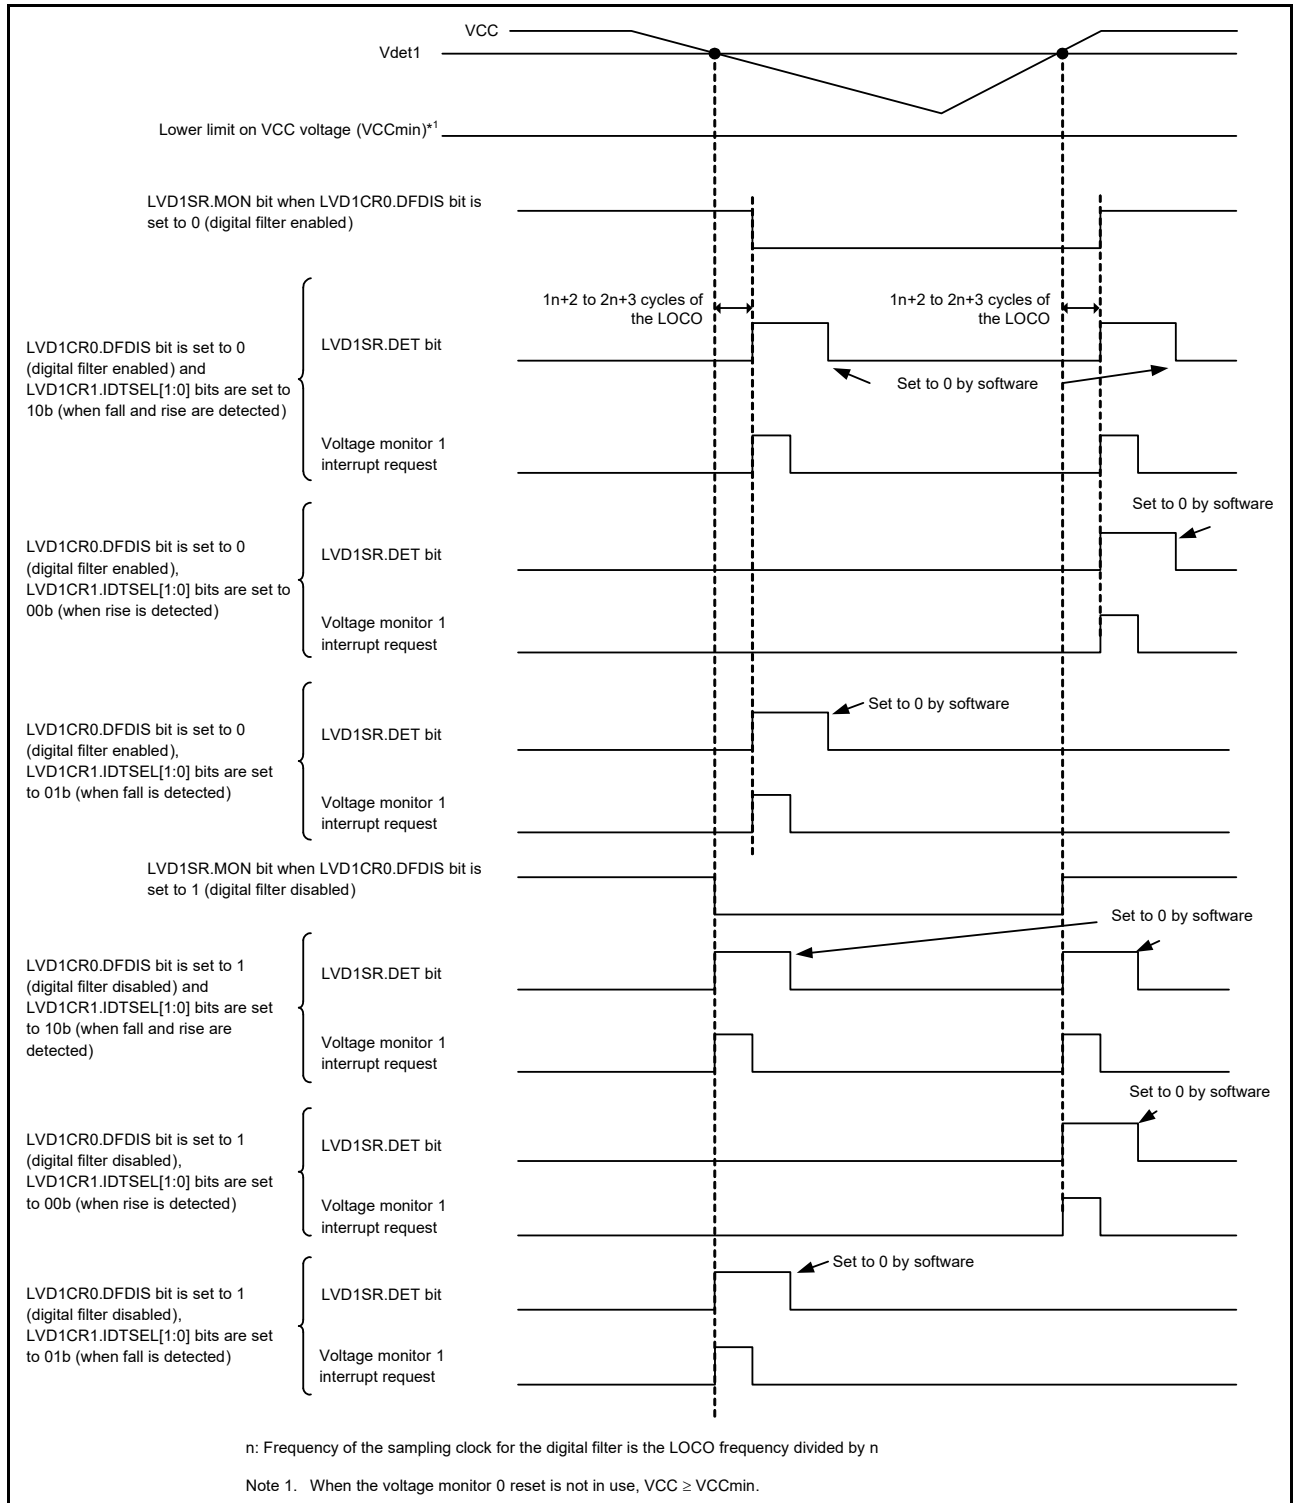 VCC
Vdet1
Lower limit on VCC voltage (VCCmin)*1
LVD1SR.MON bit when LVD1CR0.DFDIS bit is
set to 0 (digital filter enabled)
1n+2 to 2n+3 cycles of
the LOCO
1n+2 to 2n+3 cycles of
the LOCO
LVD1CR0.DFDIS bit is set to 0
(digital filter enabled) and
LVD1CR1.IDTSEL[1:0] bits are set to
10b (when fall and rise are detected)
LVD1SR.DET bit
Set to 0 by software
Voltage monitor 1
interrupt request
Set to 0 by software
LVD1CR0.DFDIS bit is set to 0
(digital filter enabled),
LVD1CR1.IDTSEL[1:0] bits are set to
00b (when rise is detected)
LVD1SR.DET bit
Voltage monitor 1
interrupt request
Set to 0 by software
LVD1CR0.DFDIS bit is set to 0
(digital filter enabled),
LVD1CR1.IDTSEL[1:0] bits are set
to 01b (when fall is detected)
LVD1SR.DET bit
Voltage monitor 1
interrupt request
LVD1SR.MON bit when LVD1CR0.DFDIS bit is
set to 1 (digital filter disabled)
Set to 0 by software
LVD1CR0.DFDIS bit is set to 1
(digital filter disabled) and
LVD1CR1.IDTSEL[1:0] bits are set
to 10b (when fall and rise are
detected)
LVD1SR.DET bit
Voltage monitor 1
interrupt request
Set to 0 by software
LVD1CR0.DFDIS bit is set to 1
(digital filter disabled),
LVD1CR1.IDTSEL[1:0] bits are set
to 00b (when rise is detected)
LVD1SR.DET bit
Voltage monitor 1
interrupt request
Set to 0 by software
LVD1CR0.DFDIS bit is set to 1
(digital filter disabled),
LVD1CR1.IDTSEL[1:0] bits are set
to 01b (when fall is detected)
LVD1SR.DET bit
Voltage monitor 1
interrupt request
n: Frequency of the sampling clock for the digital filter is the LOCO frequency divided by n
Note 1. When the voltage monitor 0 reset is not in use, VCC ≥ VCCmin.